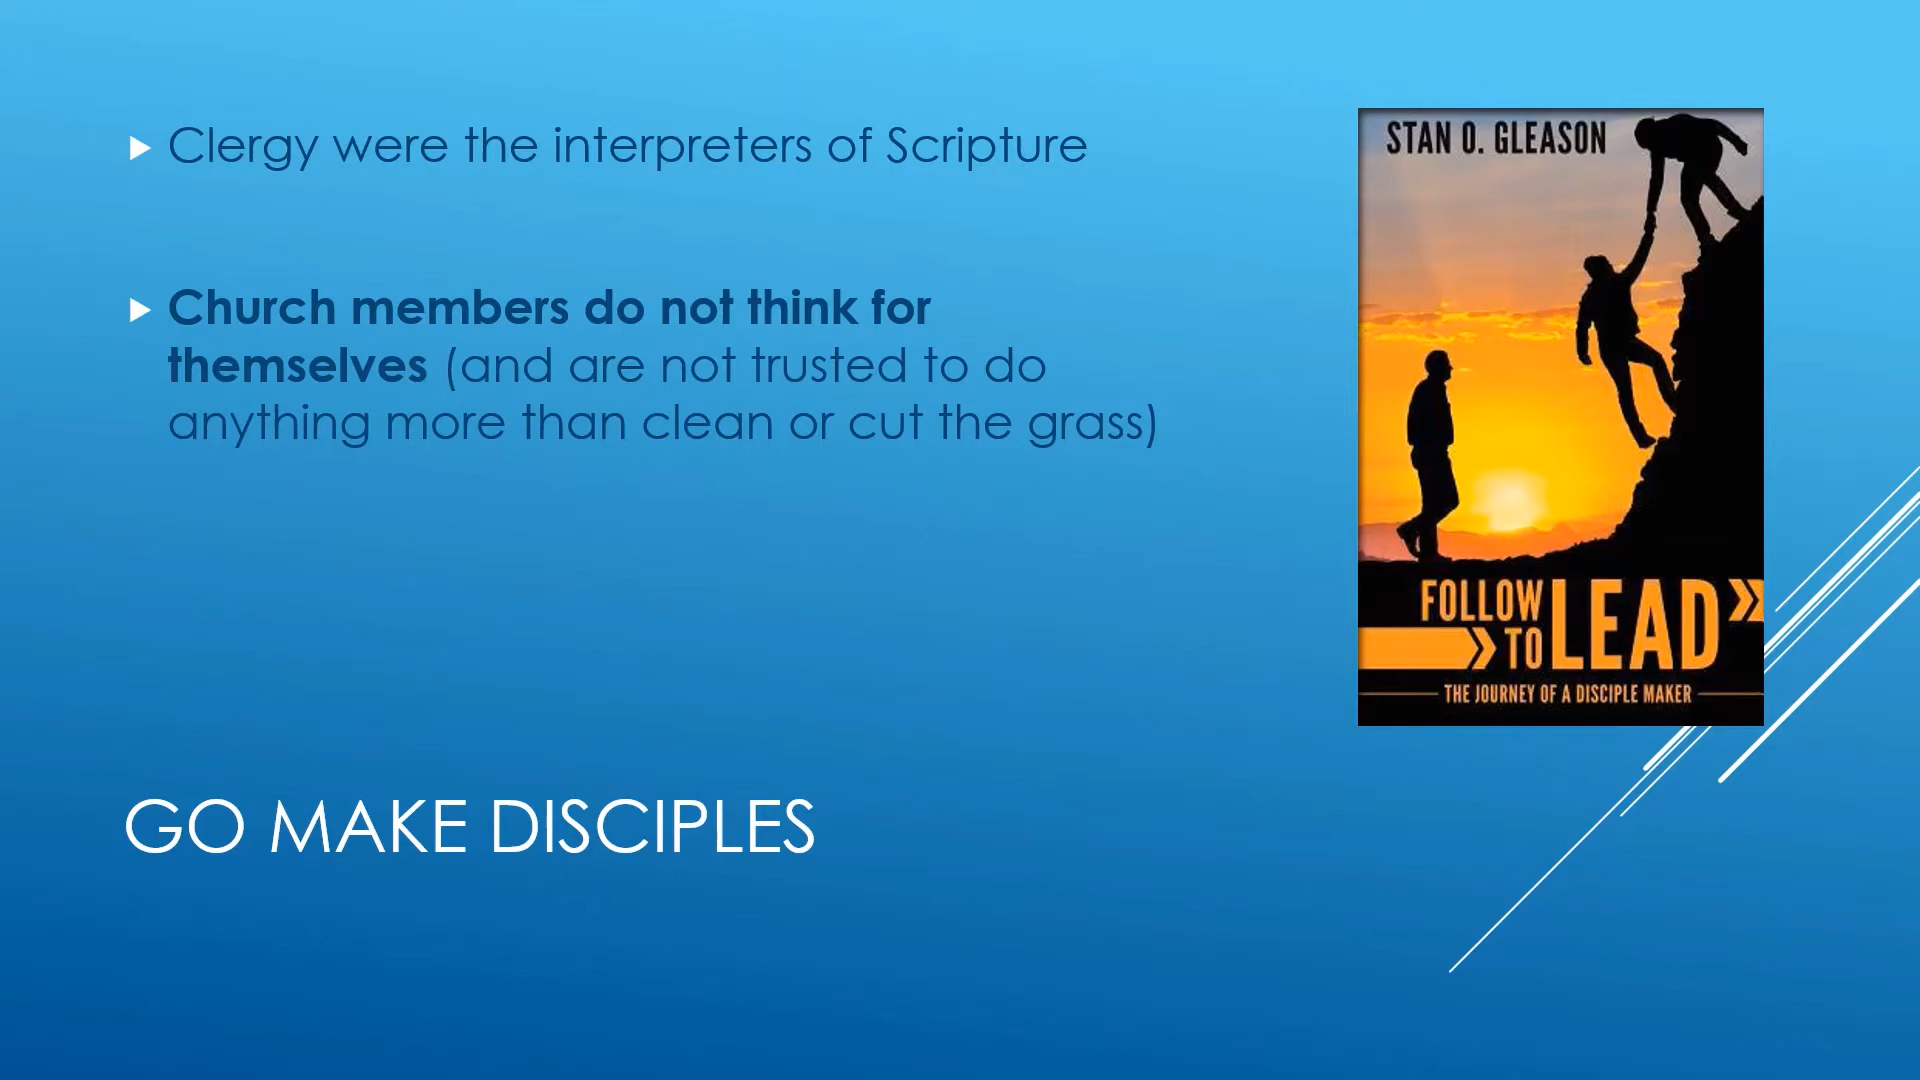 Clergy were the interpreters of Scripture
Church members do not think for
themselves (and are not trusted to do
anything more than clean or cut the grass)
GO MAKE DISCIPLES
STAN O. GLEASON
FOLLOW
TO LEAD
THE JOURNEY OF A DISCIPLE MAKER